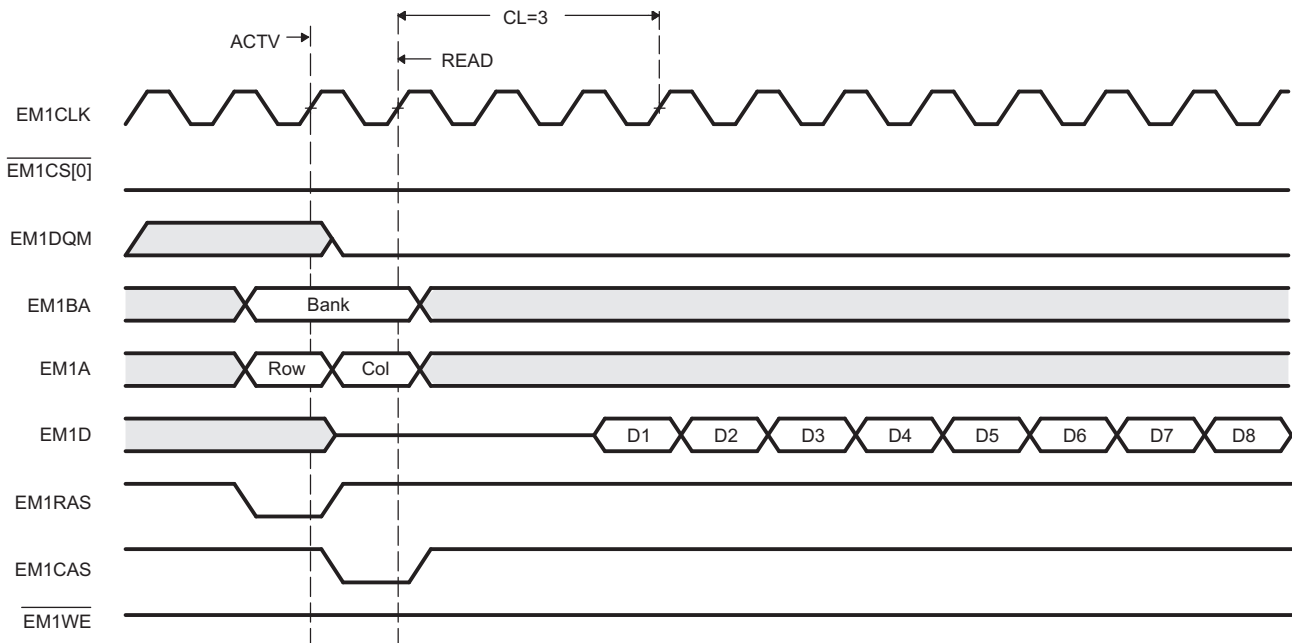 CL=3
ACTV
READ
EM1CLK
EM1CS[0]
EM1DQM
EM1BA
Bank
EM1A
Row Col
EM1D
D1 D2 D3 D4 D5 D6 D7 D8
EM1RAS
EM1CAS
EM1WE